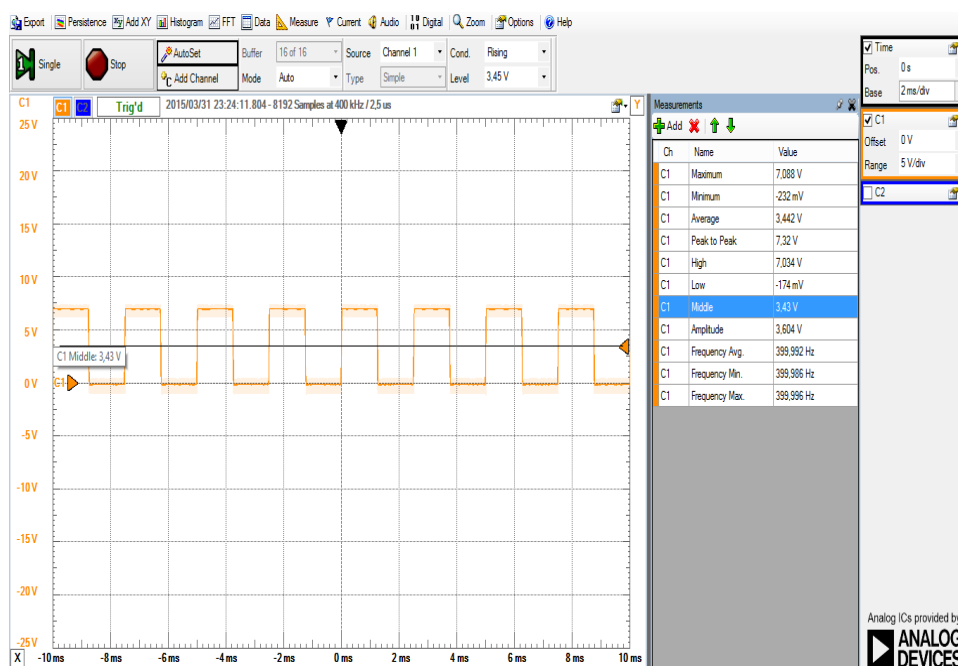 Export Persistence Add XY Histogram FFT Data Measure Current Audio Digital Zoom Options Help
Single Stop AutoSet Buffer 16 of 16 Source Channel 1 Cond. Rising
Add Channel Mode Auto Type Simple Level 3,45 V
Time
Pos. 0 s
Base 2 ms/div
C1
Offset 0 V
Range 5 V/div
C2
C1 C1 C2 Trig'd 2015/03/31 23:24:11.804 - 8192 Samples at 400 kHz / 2,5 us Y
25 V
20 V
15 V
10 V
5 V
0 V
-5 V
-10 V
-15 V
-20 V
-25 V
C1 Middle: 3,43 V
C1
X -10 ms -8 ms -6 ms -4 ms -2 ms 0 ms 2 ms 4 ms 6 ms 8 ms 10 ms
Measurements
Add
Ch Name Value
C1 Maximum 7,088 V
C1 Minimum -232 mV
C1 Average 3,442 V
C1 Peak to Peak 7,32 V
C1 High 7,034 V
C1 Low -174 mV
C1 Middle 3,43 V
C1 Amplitude 3,604 V
C1 Frequency Avg. 399,992 Hz
C1 Frequency Min. 399,986 Hz
C1 Frequency Max. 399,996 Hz
Analog ICs provided by
ANALOG
DEVICES